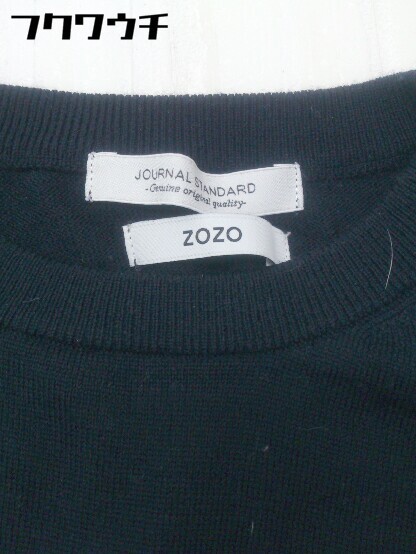 フクワウチ
JOURNAL STANDARD
-Genuine original quality-
ZOZO